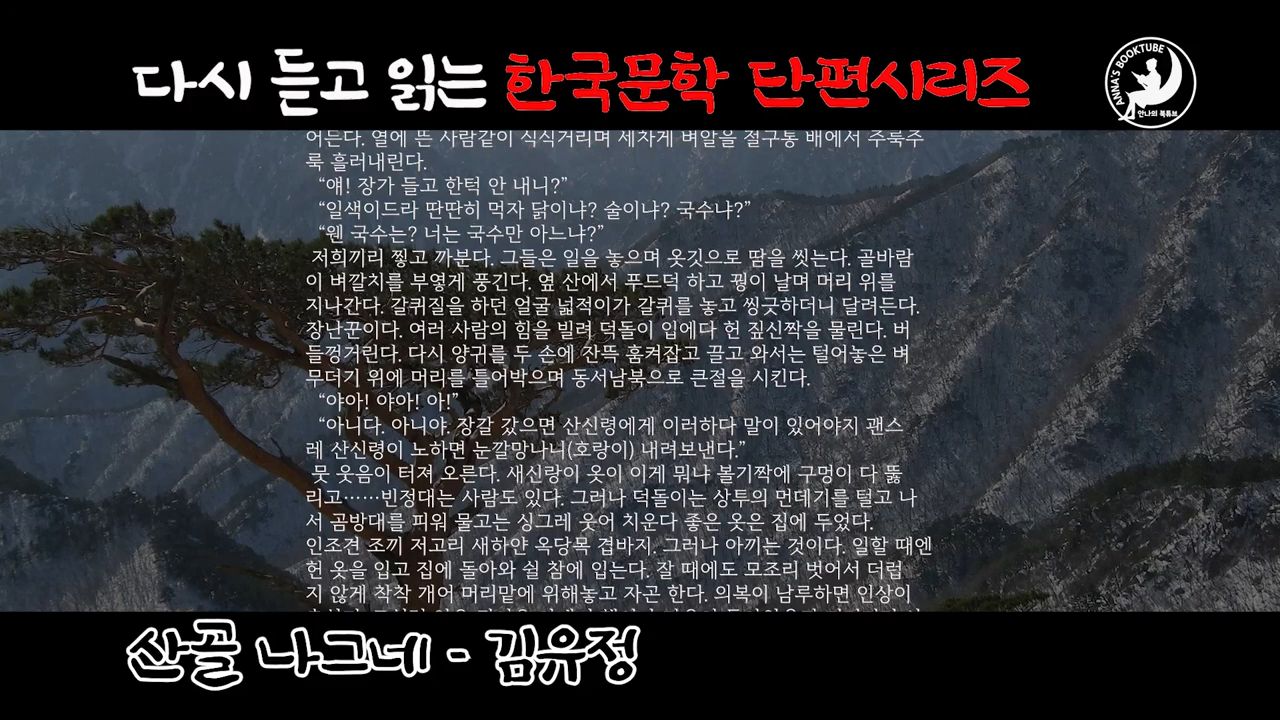 다시 듣고 읽는 한국문학 단편시리즈
ANNA'S BOOKTUBE
안나의 북튜브
어든다. 열에 뜬 사람같이 식식거리며 세차게 벼알을 절구통 배에서 주룩주
룩 흘러내린다.
“얘! 장가 들고 한턱 안 내니?”
“일색이드라 딴딴히 먹자 닭이냐? 술이냐? 국수냐?”
“웬 국수는? 너는 국수만 아느냐?”
저희끼리 찧고 까분다. 그들은 일을 놓으며 옷깃으로 땀을 씻는다. 골바람
이 벼깔치를 부옇게 풍긴다. 옆 산에서 푸드덕 하고 꿩이 날며 머리 위를
지나간다. 갈퀴질을 하던 얼굴 넓적이가 갈퀴를 놓고 씽긋하더니 달려든다.
장난꾼이다. 여러 사람의 힘을 빌려 덕돌이 입에다 헌 짚신짝을 물린다. 버
들껑거린다. 다시 양귀를 두 손에 잔뜩 훔켜잡고 끌고 와서는 털어놓은 벼
무더기 위에 머리를 틀어박으며 동서남북으로 큰절을 시킨다.
“야아! 야아! 아!”
“아니다. 아니야. 장갈 갔으면 산신령에게 이러하다 말이 있어야지 괜스
레 산신령이 노하면 눈깔망나니(호랑이) 내려보낸다.”
뭇 웃음이 터져 오른다. 새신랑이 옷이 이게 뭐냐 볼기짝에 구멍이 다 뚫
리고……빈정대는 사람도 있다. 그러나 덕돌이는 상투의 먼데기를 털고 나
서 곰방대를 피워 물고는 싱그레 웃어 치운다 좋은 옷은 집에 두었다.
인조견 조끼 저고리 새하얀 옥당목 겹바지. 그러나 아끼는 것이다. 일할 때엔
헌 옷을 입고 집에 돌아와 쉴 참에 입는다. 잘 때에도 모조리 벗어서 더럽
지 않게 착착 개어 머리맡에 위해놓고 자곤 한다. 의복이 남루하면 인상이
산골 나그네 - 김유정